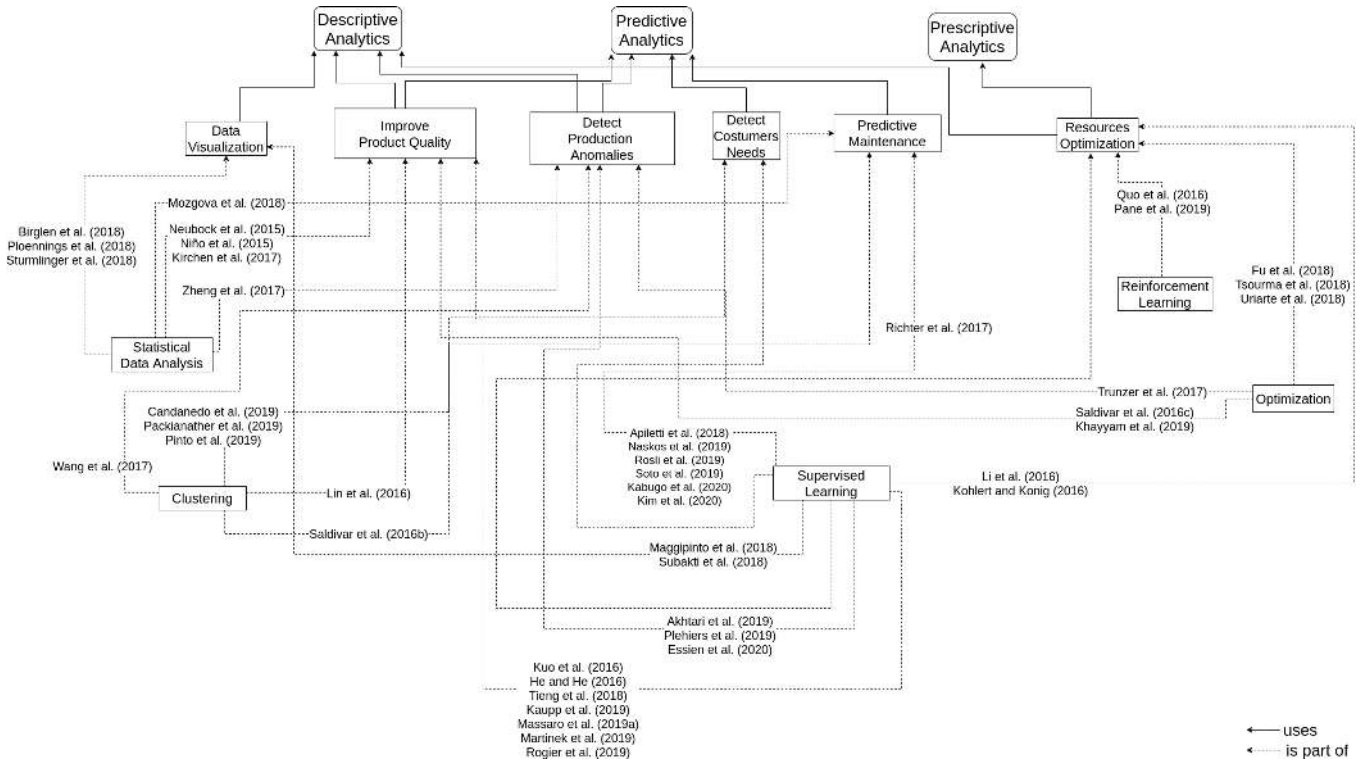 Descriptive
Analytics
Predictive
Analytics
Prescriptive
Analytics
Data
Visualization
Improve
Product Quality
Detect
Production
Anomalies
Detect
Costumers
Needs
Predictive
Maintenance
Resources
Optimization
Mozgova et al. (2018)
Quo et al. (2016)
Pane et al. (2019)
Birglen et al. (2018)
Ploennings et al. (2018)
Sturmlinger et al. (2018)
Neubock et al. (2015)
Niño et al. (2015)
Kirchen et al. (2017)
Fu et al. (2018)
Tsourma et al. (2018)
Uriarte et al. (2018)
Zheng et al. (2017)
Reinforcement
Learning
Richter et al. (2017)
Statistical
Data Analysis
Trunzer et al. (2017)
Optimization
Candanedo et al. (2019)
Packianather et al. (2019)
Pinto et al. (2019)
Saldivar et al. (2016c)
Khayyam et al. (2019)
Apiletti et al. (2018)
Naskos et al. (2019)
Rosli et al. (2019)
Soto et al. (2019)
Kabugo et al. (2020)
Kim et al. (2020)
Wang et al. (2017)
Clustering
Lin et al. (2016)
Supervised
Learning
Li et al. (2016)
Kohlert and Konig (2016)
Saldivar et al. (2016b)
Maggipinto et al. (2018)
Subakti et al. (2018)
Akhtari et al. (2019)
Plehiers et al. (2019)
Essien et al. (2020)
Kuo et al. (2016)
He and He (2016)
Tieng et al. (2018)
Kaupp et al. (2019)
Massaro et al. (2019a)
Martinek et al. (2019)
Rogier et al. (2019)
uses
is part of